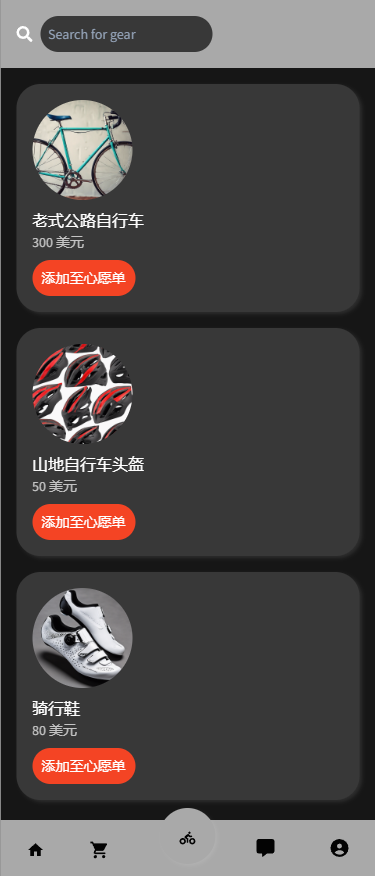 Search for gear
老式公路自行车
300 美元
添加至心愿单
山地自行车头盔
50 美元
添加至心愿单
骑行鞋
80 美元
添加至心愿单